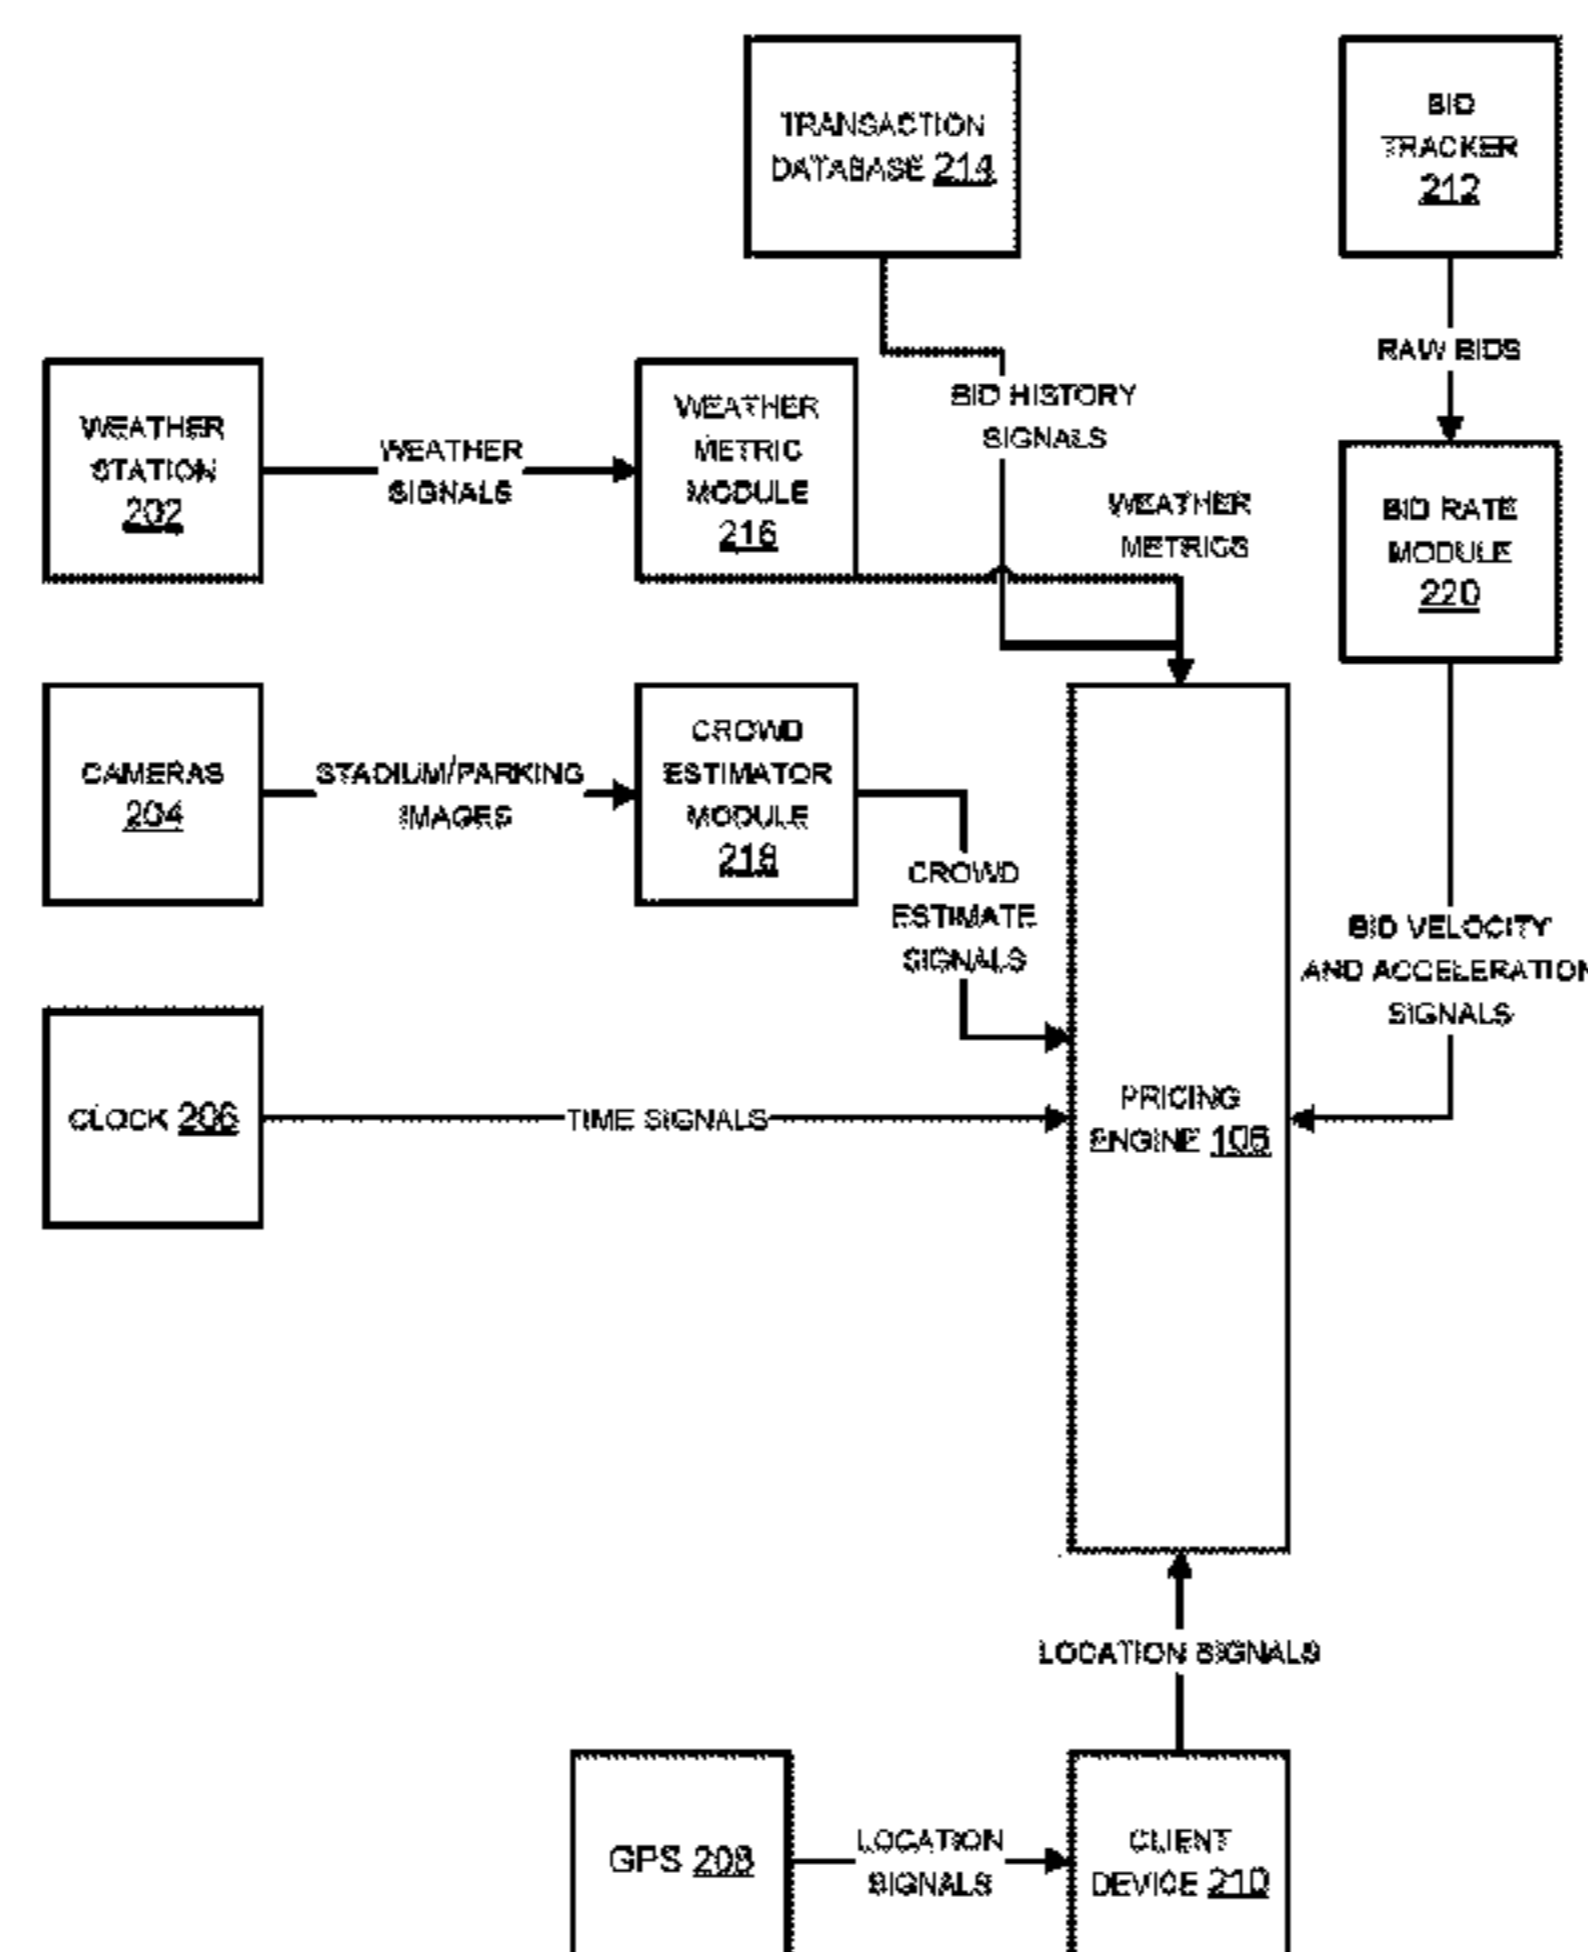 TRANSACTION
DATABASE 214
BID
TRACKER
212
RAW BIDS
BID HISTORY
SIGNALS
WEATHER
STATION
202
WEATHER
SIGNALS
WEATHER
METRIC
MODULE
216
WEATHER
METRICS
BID RATE
MODULE
220
CAMERAS
204
STADIUM/PARKING
IMAGES
CROWD
ESTIMATOR
MODULE
218
CROWD
ESTIMATE
SIGNALS
BID VELOCITY
AND ACCELERATION
SIGNALS
CLOCK 206
TIME SIGNALS
PRICING
ENGINE 106
LOCATION SIGNALS
GPS 208
LOCATION
SIGNALS
CLIENT
DEVICE 210